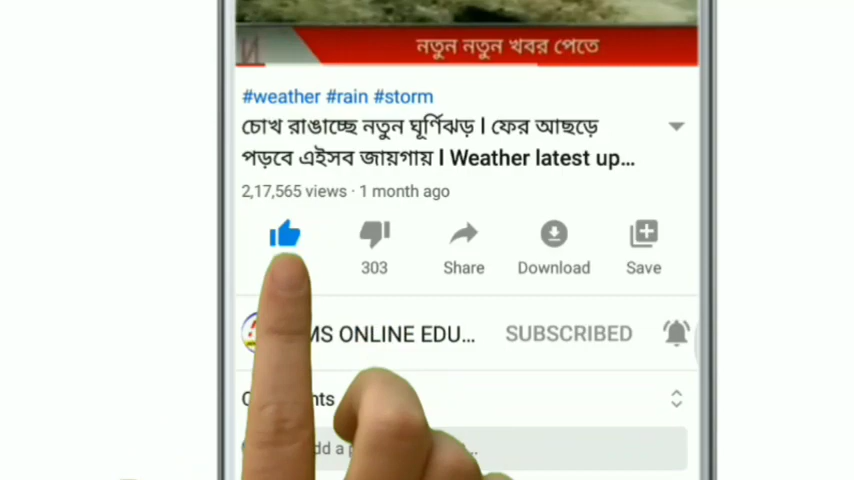 নতুন নতুন খবর পেতে
#weather #rain #storm
চোখ রাঙাচ্ছে নতুন ঘূর্ণিঝড় l ফের আছড়ে
পড়বে এইসব জায়গায় l Weather latest up...
2,17,565 views · 1 month ago
303 Share Download Save
MS ONLINE EDU... SUBSCRIBED